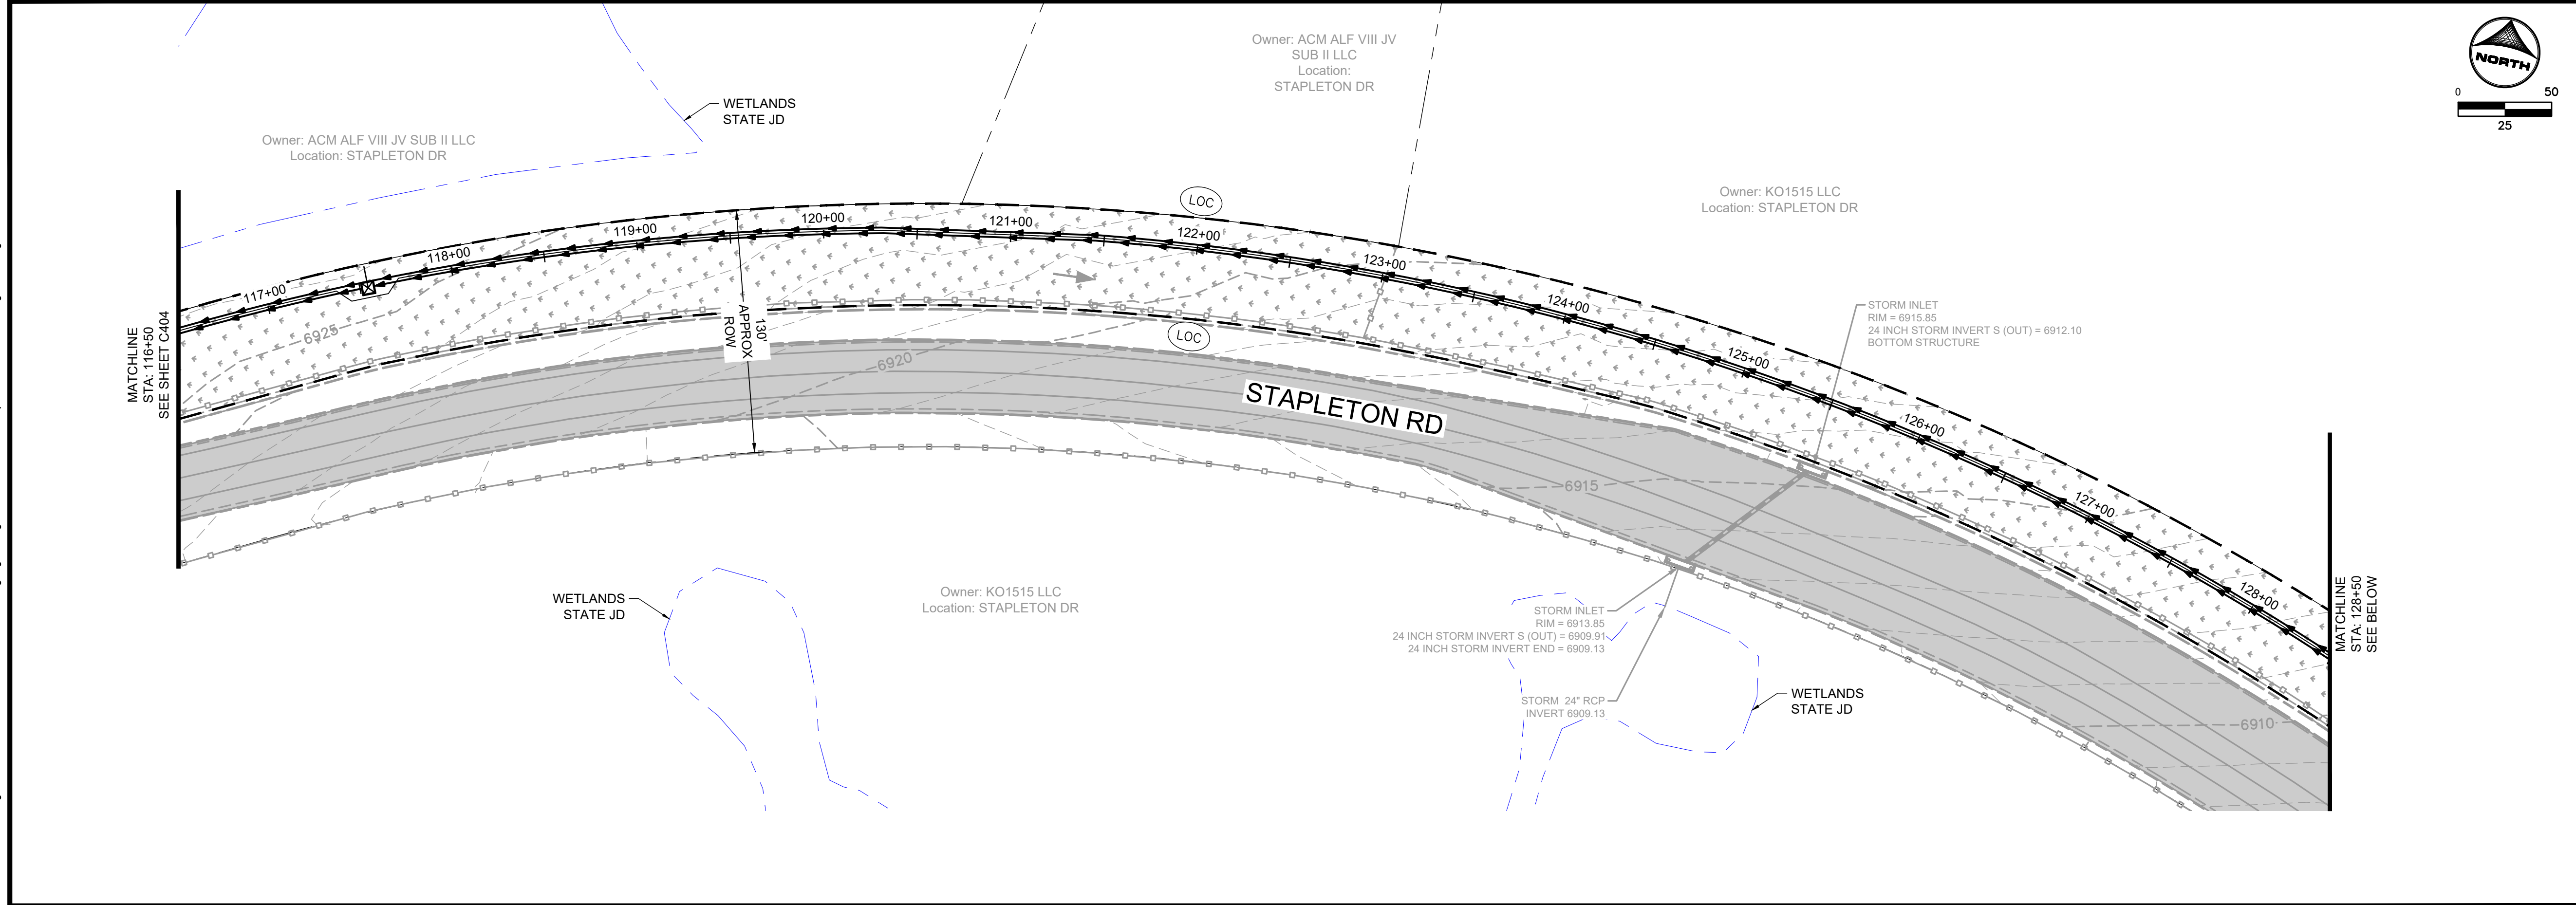 Owner: ACM ALF VIII JV
SUB II LLC
Location:
STAPLETON DR
NORTH
0
50
25
WETLANDS
STATE JD
Owner: ACM ALF VIII JV SUB II LLC
Location: STAPLETON DR
Owner: KO1515 LLC
Location: STAPLETON DR
LOC
117+00
118+00
119+00
120+00
121+00
122+00
123+00
124+00
125+00
126+00
127+00
128+00
MATCHLINE
STA: 116+50
SEE SHEET C404
6925
130'
APPROX
ROW
6920
LOC
STAPLETON RD
STORM INLET
RIM = 6915.85
24 INCH STORM INVERT S (OUT) = 6912.10
BOTTOM STRUCTURE
6915
WETLANDS
STATE JD
Owner: KO1515 LLC
Location: STAPLETON DR
STORM INLET
RIM = 6913.85
24 INCH STORM INVERT S (OUT) = 6909.91
24 INCH STORM INVERT END = 6909.13
STORM 24" RCP
INVERT 6909.13
WETLANDS
STATE JD
6910
MATCHLINE
STA: 128+50
SEE BELOW